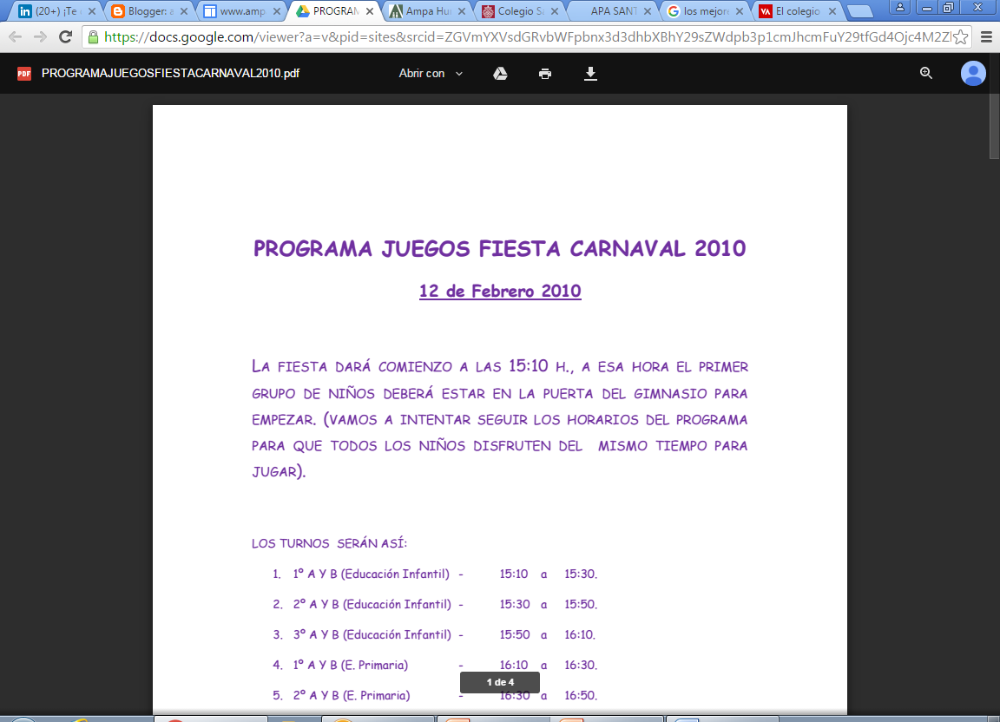 (20+) ¡Te
Blogger: a
www.amp
PROGRAM
Ampa Hu
Colegio S
APA SANT
los mejore
El colegio
https://docs.google.com/viewer?a=v&pid=sites&srcid=ZGVmYXVsdGRvbWFpbnx3d3dhbXBhY29sZWdpb3p1cmJhcmFuY29tfGd4Ojc4M2Zl
PDF PROGRAMAJUEGOSFIESTACARNAVAL2010.pdf Abrir con
PROGRAMA JUEGOS FIESTA CARNAVAL 2010
12 de Febrero 2010
LA FIESTA DARÁ COMIENZO A LAS 15:10 H., A ESA HORA EL PRIMER
GRUPO DE NIÑOS DEBERÁ ESTAR EN LA PUERTA DEL GIMNASIO PARA
EMPEZAR. (VAMOS A INTENTAR SEGUIR LOS HORARIOS DEL PROGRAMA
PARA QUE TODOS LOS NIÑOS DISFRUTEN DEL MISMO TIEMPO PARA
JUGAR).
LOS TURNOS SERÁN ASÍ:
1. 1º A Y B (Educación Infantil) - 15:10 a 15:30.
2. 2º A Y B (Educación Infantil) - 15:30 a 15:50.
3. 3º A Y B (Educación Infantil) - 15:50 a 16:10.
4. 1º A Y B (E. Primaria) - 16:10 a 16:30.
1 de 4
5. 2º A Y B (E. Primaria) - 16:30 a 16:50.